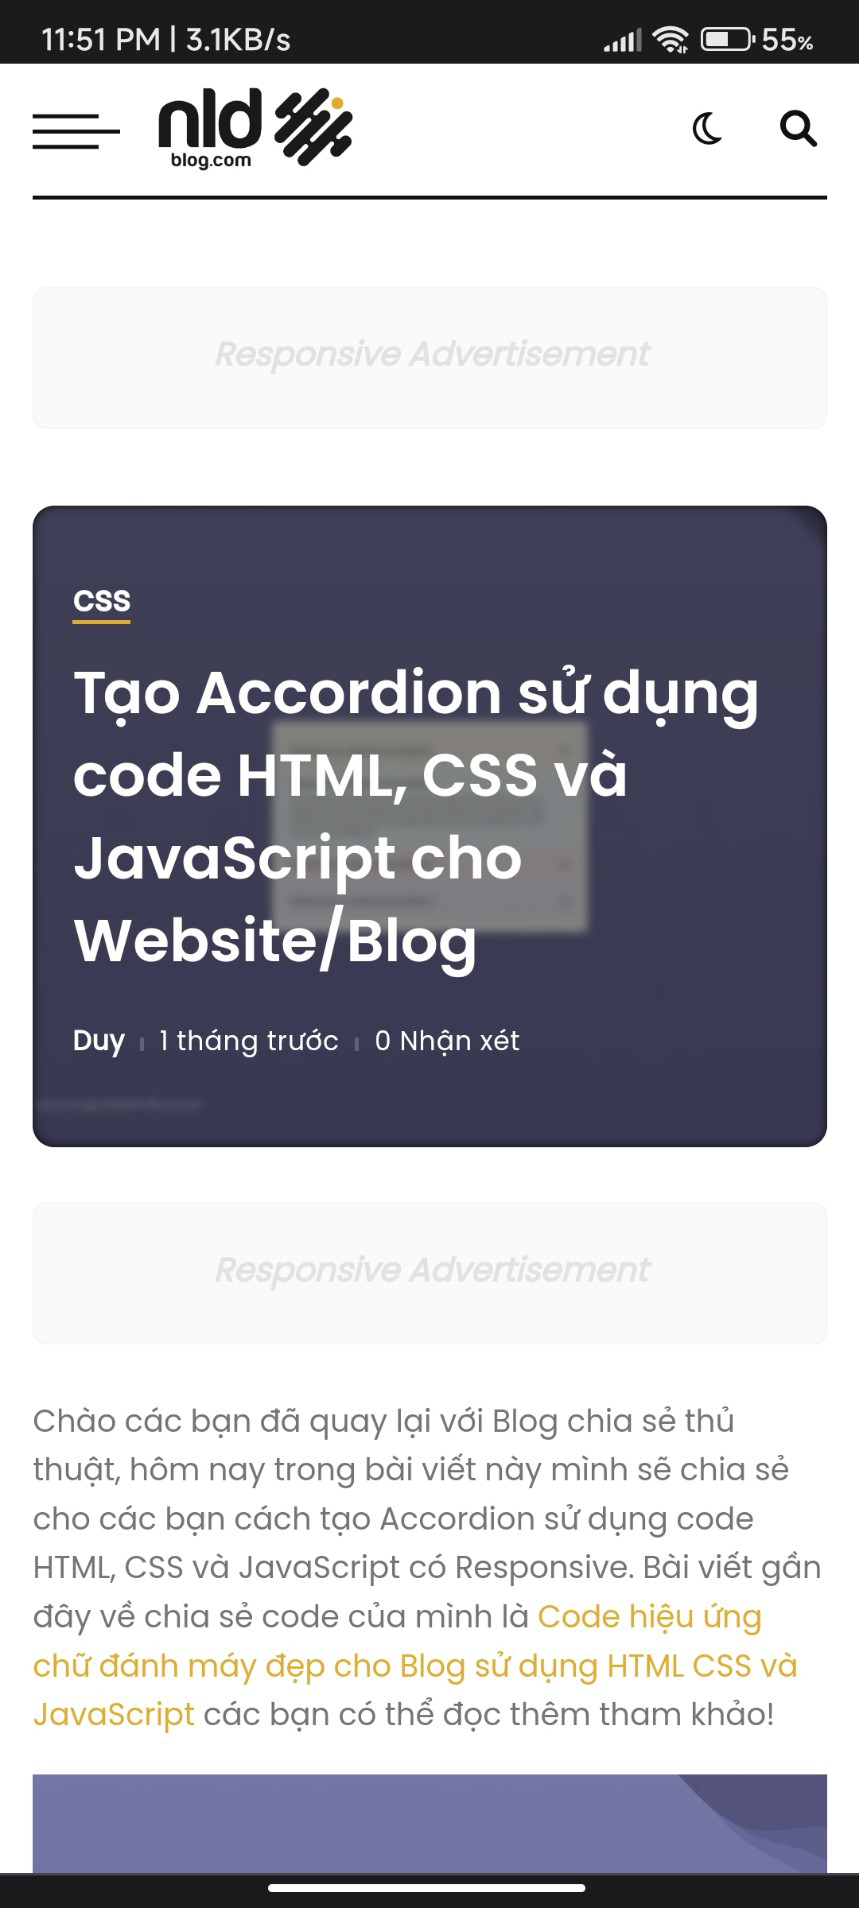 11:51 PM | 3.1KB/s
55%
nld
blog.com
Responsive Advertisement
CSS
Tạo Accordion sử dụng
code HTML, CSS và
JavaScript cho
Website/Blog
Duy | 1 tháng trước | 0 Nhận xét
Responsive Advertisement
Chào các bạn đã quay lại với Blog chia sẻ thủ
thuật, hôm nay trong bài viết này mình sẽ chia sẻ
cho các bạn cách tạo Accordion sử dụng code
HTML, CSS và JavaScript có Responsive. Bài viết gần
đây về chia sẻ code của mình là Code hiệu ứng
chữ đánh máy đẹp cho Blog sử dụng HTML CSS và
JavaScript các bạn có thể đọc thêm tham khảo!